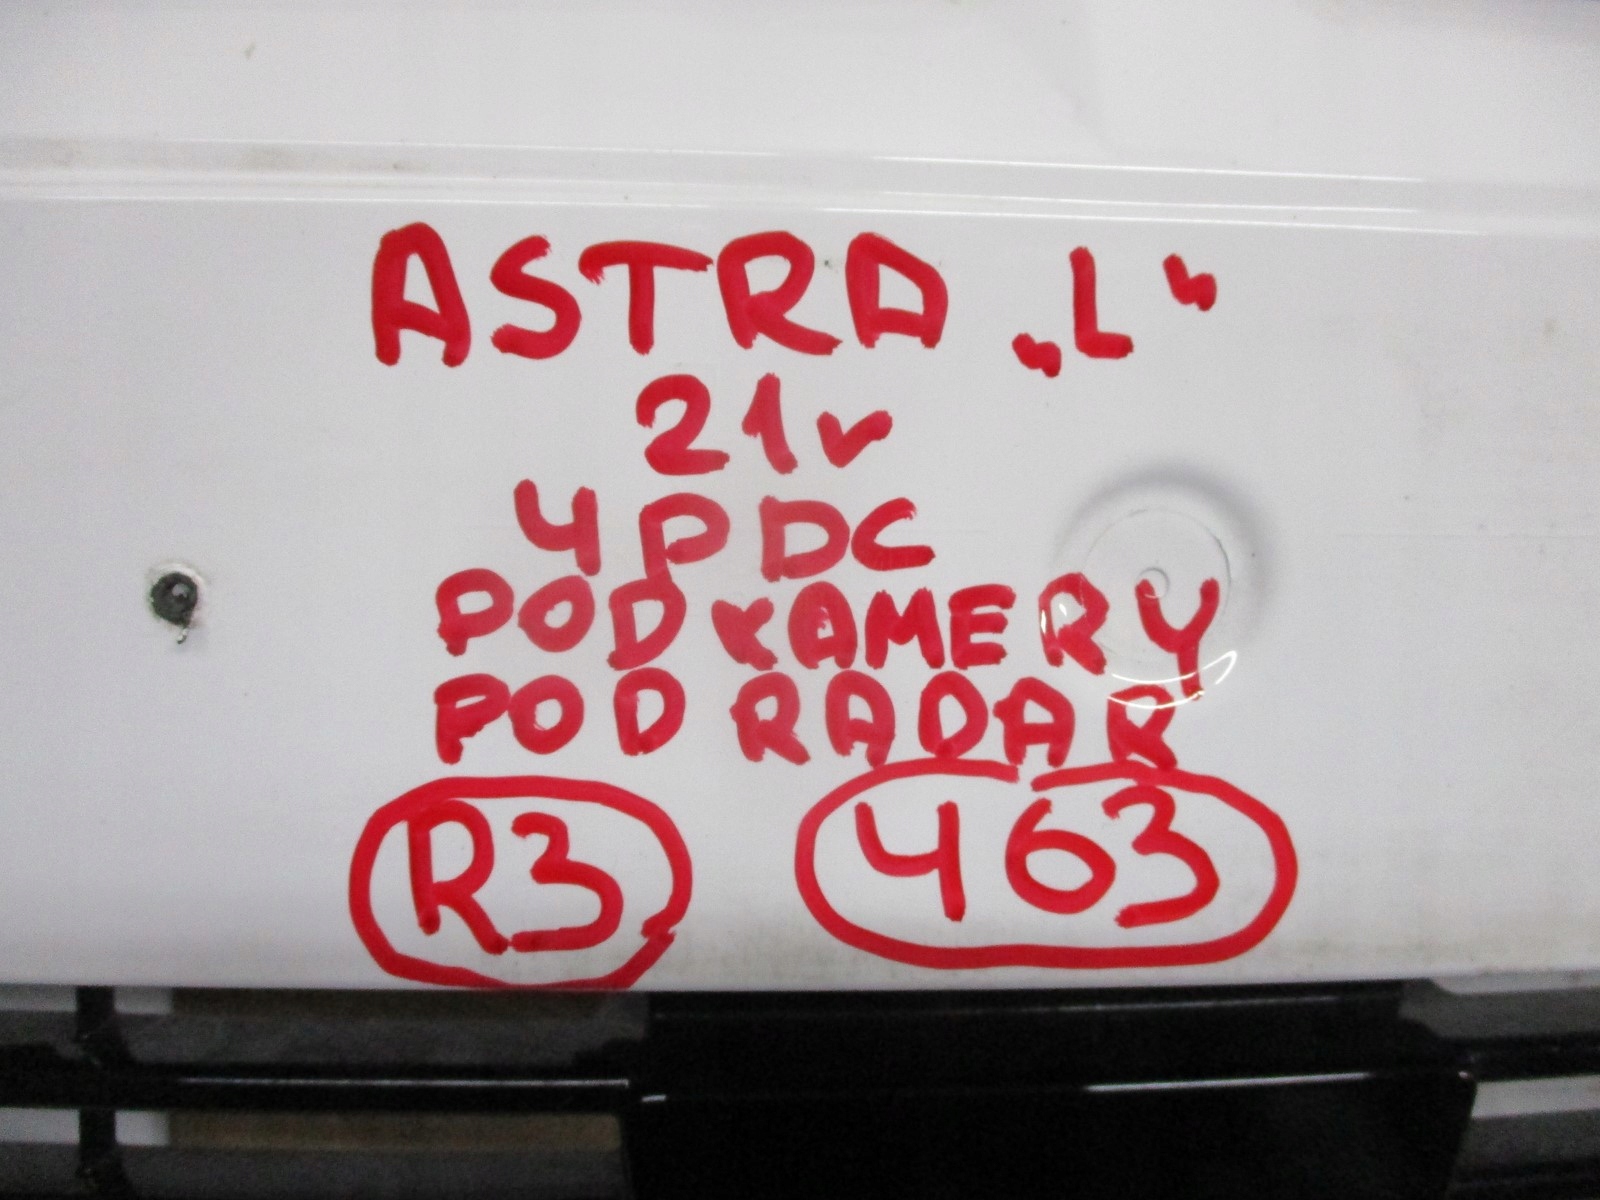 ASTRA „L"
21r
4PDC
POD KAMERY
POD RADAR
R3 463